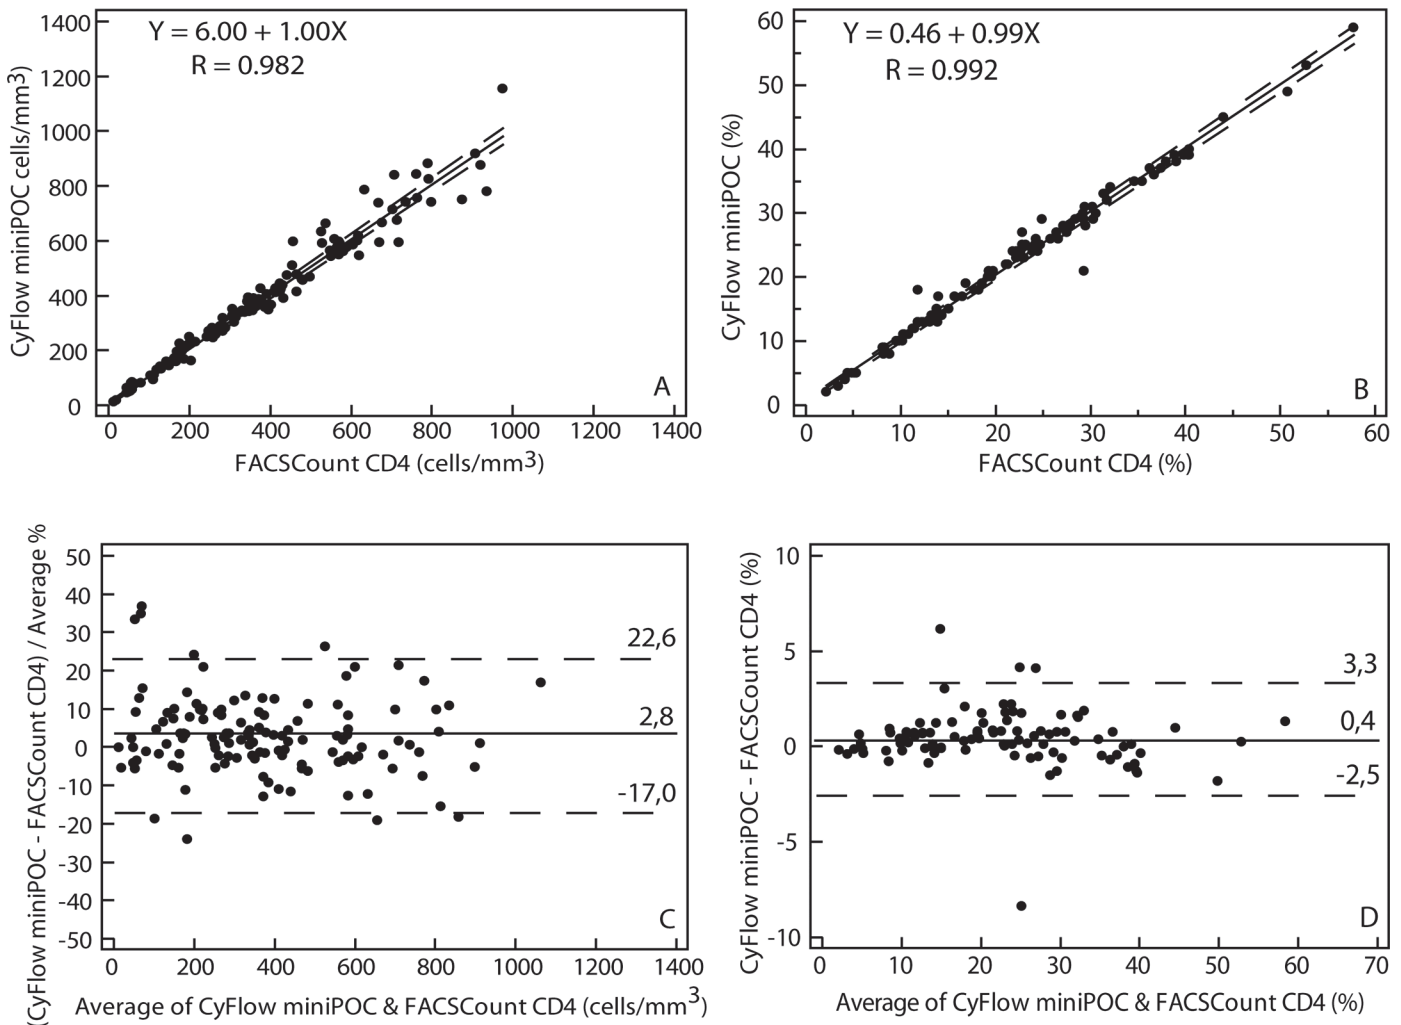 Y = 6.00 + 1.00X
R = 0.982
CyFlow miniPOC cells/mm3)
1400
1200
1000
800
600
400
200
0
A
0 200 400 600 800 1000 1200 1400
FACSCount CD4 (cells/mm3)
Y = 0.46 + 0.99X
R = 0.992
CyFlow miniPOC (%)
60
50
40
30
20
10
0
B
0 10 20 30 40 50 60
FACSCount CD4 (%)
(CyFlow miniPOC - FACSCount CD4) / Average %
50
40
30
20
10
0
-10
-20
-30
-40
-50
22,6
2,8
-17,0
C
0 200 400 600 800 1000 1200 1400
Average of CyFlow miniPOC & FACSCount CD4 (cells/mm3)
CyFlow miniPOC - FACSCount CD4 (%)
10
5
0
-5
-10
3,3
0,4
-2,5
D
0 10 20 30 40 50 60 70
Average of CyFlow miniPOC & FACSCount CD4 (%)